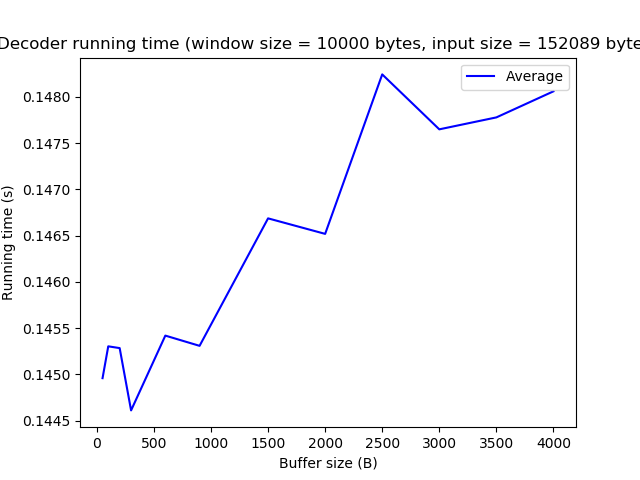 Decoder running time (window size = 10000 bytes, input size = 152089 byte
Average
0.1480
0.1475
0.1470
0.1465
0.1460
0.1455
0.1450
0.1445
Running time (s)
0 500 1000 1500 2000 2500 3000 3500 4000
Buffer size (B)